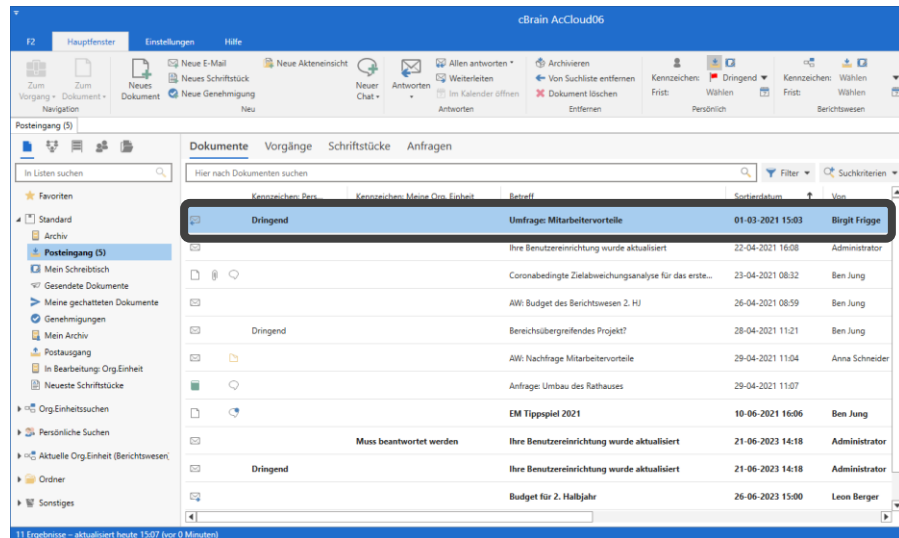 cBrain AcCloud06
F2 Hauptfenster Einstellungen Hilfe
Neue E-Mail Neue Akteneinsicht Allen antworten Archivieren
Neues Schriftstück Weiterleiten Von Suchliste entfernen Kennzeichen: Dringend Kennzeichen: Wählen
Zum Vorgang Zum Dokument Neues Dokument Neue Genehmigung Neuer Chat Antworten Im Kalender öffnen Dokument löschen Frist: Wählen Frist: Wählen
Navigation Neu Antworten Entfernen Persönlich Berichtswesen
Posteingang (5)
Dokumente Vorgänge Schriftstücke Anfragen
In Listen suchen Hier nach Dokumenten suchen Filter Suchkriterien
Favoriten
Standard
Archiv
Posteingang (5)
Mein Schreibtisch
Gesendete Dokumente
Meine gechatteten Dokumente
Genehmigungen
Mein Archiv
Postausgang
In Bearbeitung: Org.Einheit
Neueste Schriftstücke
Org.Einheitssuchen
Persönliche Suchen
Aktuelle Org.Einheit (Berichtswesen)
Ordner
Sonstiges
Kennzeichen: Pers... Kennzeichen: Meine Org. Einheit Betreff Sortierdatum Von
Dringend Umfrage: Mitarbeitervorteile 01-03-2021 15:03 Birgit Frigge
Ihre Benutzereinrichtung wurde aktualisiert 22-04-2021 16:08 Administrator
Coronabedingte Zielabweichungsanalyse für das erste... 23-04-2021 08:32 Ben Jung
AW: Budget des Berichtswesen 2. HJ 26-04-2021 08:59 Ben Jung
Dringend Bereichsübergreifendes Projekt? 28-04-2021 11:21 Ben Jung
AW: Nachfrage Mitarbeitervorteile 29-04-2021 11:04 Anna Schneider
Anfrage: Umbau des Rathauses 29-04-2021 11:07
EM Tippspiel 2021 10-06-2021 16:06 Ben Jung
Muss beantwortet werden Ihre Benutzereinrichtung wurde aktualisiert 21-06-2023 14:18 Administrator
Dringend Ihre Benutzereinrichtung wurde aktualisiert 21-06-2023 14:18 Administrator
Budget für 2. Halbjahr 26-06-2023 15:00 Leon Berger
11 Ergebnisse – aktualisiert heute 15:07 (vor 0 Minuten)